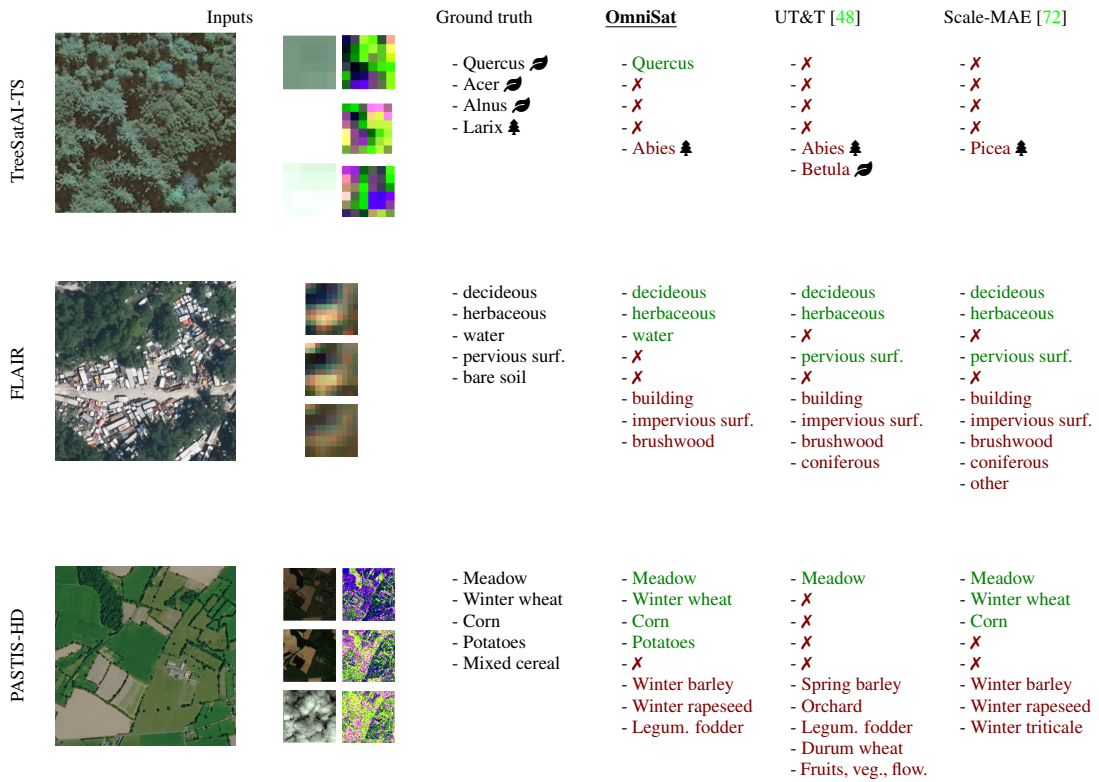 Inputs Ground truth OmniSat UT&T [48] Scale-MAE [72]
TreeSatAI-TS
- Quercus - Quercus - ✗ - ✗
- Acer - ✗ - ✗ - ✗
- Alnus - ✗ - ✗ - ✗
- Larix - ✗ - ✗ - ✗
- Abies - Abies - Picea
- Betula
FLAIR
- decideous - decideous - decideous - decideous
- herbaceous - herbaceous - herbaceous - herbaceous
- water - water - ✗ - ✗
- pervious surf. - ✗ - pervious surf. - pervious surf.
- bare soil - ✗ - ✗ - ✗
- building - building - building
- impervious surf. - impervious surf. - impervious surf.
- brushwood - brushwood - brushwood
- coniferous - coniferous
- other
PASTIS-HD
- Meadow - Meadow - Meadow - Meadow
- Winter wheat - Winter wheat - ✗ - Winter wheat
- Corn - Corn - ✗ - Corn
- Potatoes - Potatoes - ✗ - ✗
- Mixed cereal - ✗ - ✗ - ✗
- Winter barley - Spring barley - Winter barley
- Winter rapeseed - Orchard - Winter rapeseed
- Legum. fodder - Legum. fodder - Winter triticale
- Durum wheat
- Fruits, veg., flow.